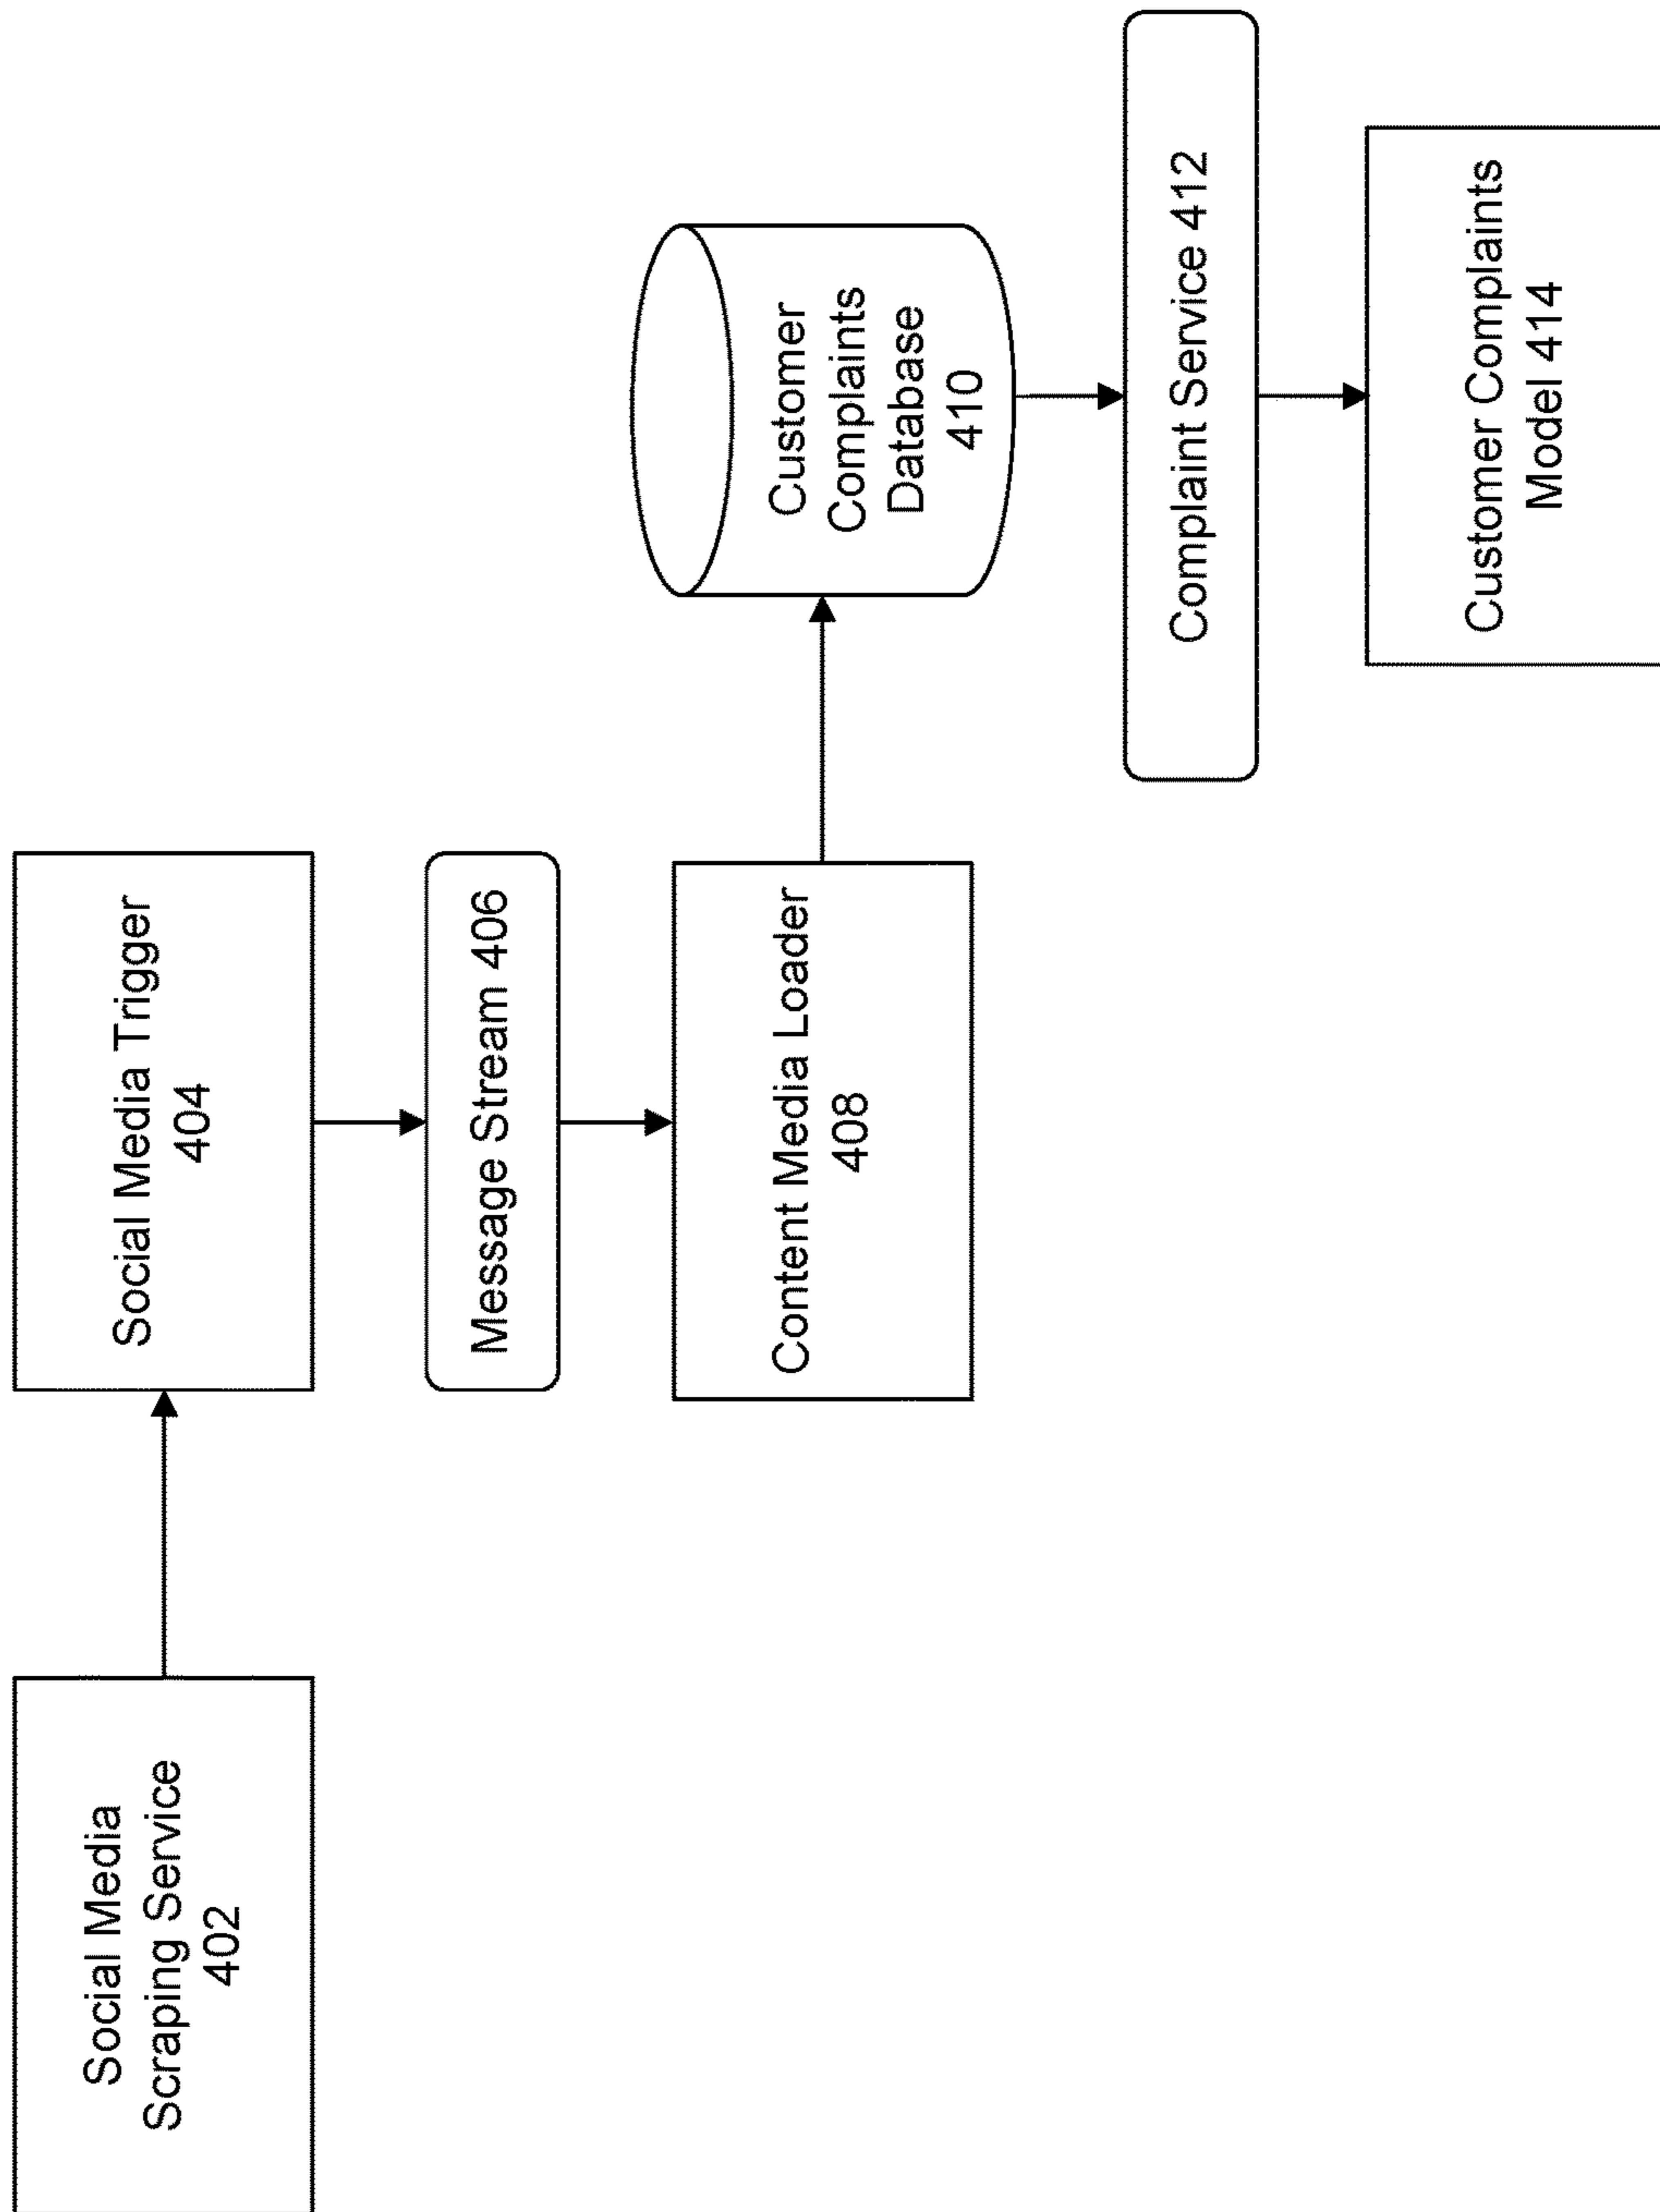 Social Media
Scraping Service
402
Social Media Trigger
404
Message Stream 406
Content Media Loader
408
Customer
Complaints
Database
410
Complaint Service 412
Customer Complaints
Model 414